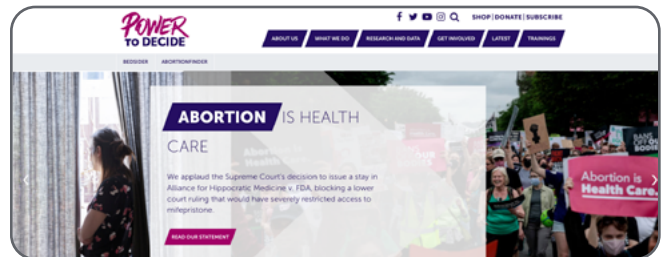 POWER
TO DECIDE
SHOP | DONATE | SUBSCRIBE
ABOUT US
WHAT WE DO
RESEARCH AND DATA
GET INVOLVED
LATEST
TRAININGS
BEDSIDER
ABORTIONFINDER
ABORTION IS HEALTH
CARE
We applaud the Supreme Court's decision to issue a stay in
Alliance for Hippocratic Medicine v. FDA, blocking a lower
court ruling that would have severely restricted access to
mifepristone.
READ OUR STATEMENT
BANS
OFF OUR
BODIES
Abortion is
Health Care.